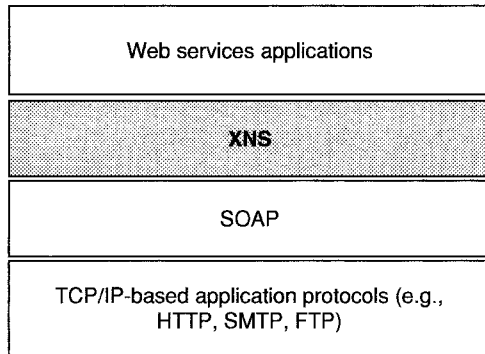 Web services applications
XNS
SOAP
TCP/IP-based application protocols (e.g.,
HTTP, SMTP, FTP)